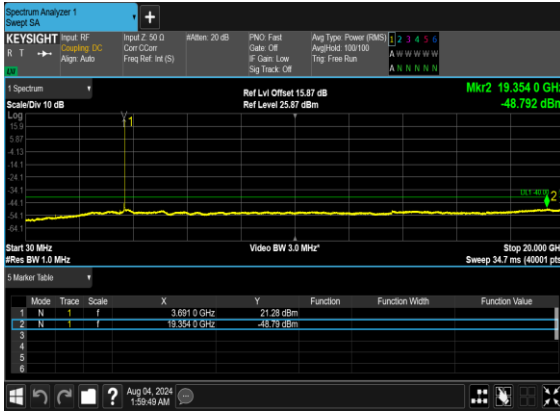 Spectrum Analyzer 1
Swept SA
+
KEYSIGHT Input: RF Input Z: 50 Ω #Atten: 20 dB PNO: Fast Avg Type: Power (RMS) 1 2 3 4 5 6
R T Coupling: DC Corr CCorr Gate: Off Avg|Hold: 100/100 A W W W W W
Align: Auto Freq Ref: Int (S) IF Gain: Low Trig: Free Run
Sig Track: Off A N N N N N
1 Spectrum
Scale/Div 10 dB
Ref Lvl Offset 15.87 dB
Ref Level 25.87 dBm
Mkr2 19.354 0 GHz
-48.792 dBm
Log
15.9
5.87
-4.13
-14.1
-24.1
-34.1
-44.1
-54.1
-64.1
1
2
Start 30 MHz Video BW 3.0 MHz* Stop 20.000 GHz
#Res BW 1.0 MHz Sweep 34.7 ms (40001 pts)
5 Marker Table
Mode Trace Scale X Y Function Function Width Function Value
1 N 1 f 3.691 0 GHz 21.28 dBm
2 N 1 f 19.354 0 GHz -48.79 dBm
3
4
5
6
?
Aug 04, 2024
1:59:49 AM